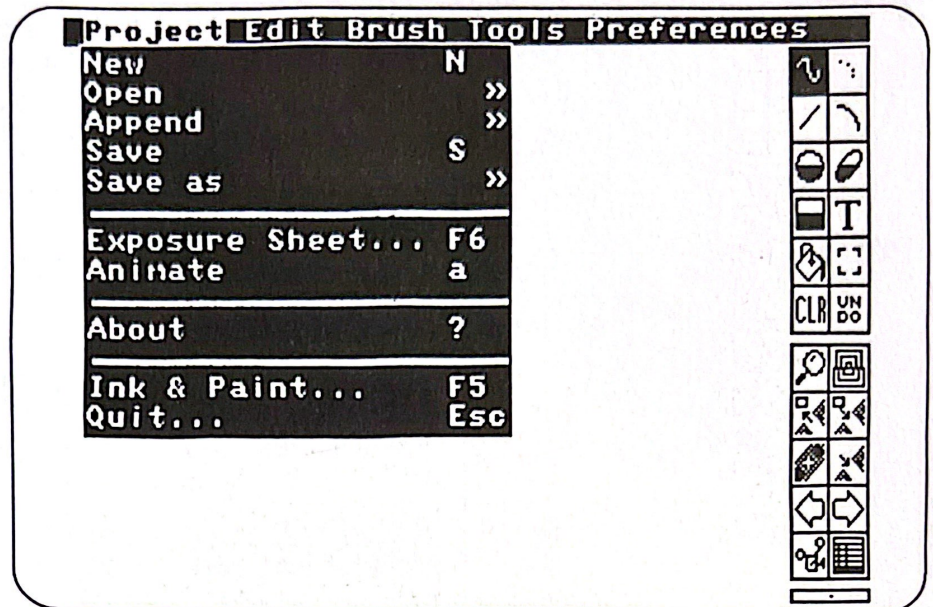 Project Edit Brush Tools Preferences
New N
Open »
Append »
Save S
Save as »
Exposure Sheet... F6
Animate a
About ?
Ink & Paint... F5
Quit... Esc
T
CLR UN
DO